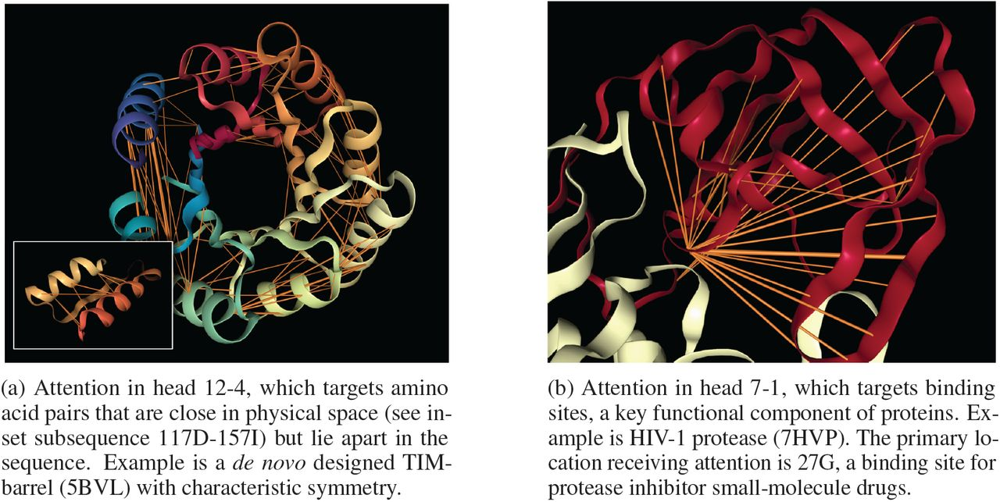 (a) Attention in head 12-4, which targets amino
acid pairs that are close in physical space (see in-
set subsequence 117D-157I) but lie apart in the
sequence. Example is a de novo designed TIM-
barrel (5BVL) with characteristic symmetry.
(b) Attention in head 7-1, which targets binding
sites, a key functional component of proteins. Ex-
ample is HIV-1 protease (7HVP). The primary lo-
cation receiving attention is 27G, a binding site for
protease inhibitor small-molecule drugs.